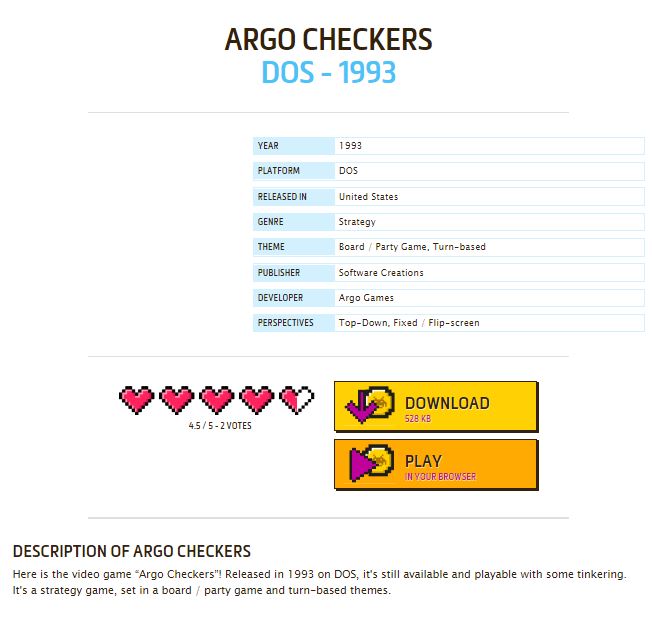 ARGO CHECKERS
DOS - 1993
YEAR 1993
PLATFORM DOS
RELEASED IN United States
GENRE Strategy
THEME Board / Party Game, Turn-based
PUBLISHER Software Creations
DEVELOPER Argo Games
PERSPECTIVES Top-Down, Fixed / Flip-screen
4.5 / 5 - 2 VOTES
DOWNLOAD
528 KB
PLAY
IN YOUR BROWSER
DESCRIPTION OF ARGO CHECKERS
Here is the video game “Argo Checkers”! Released in 1993 on DOS, it's still available and playable with some tinkering.
It's a strategy game, set in a board / party game and turn-based themes.